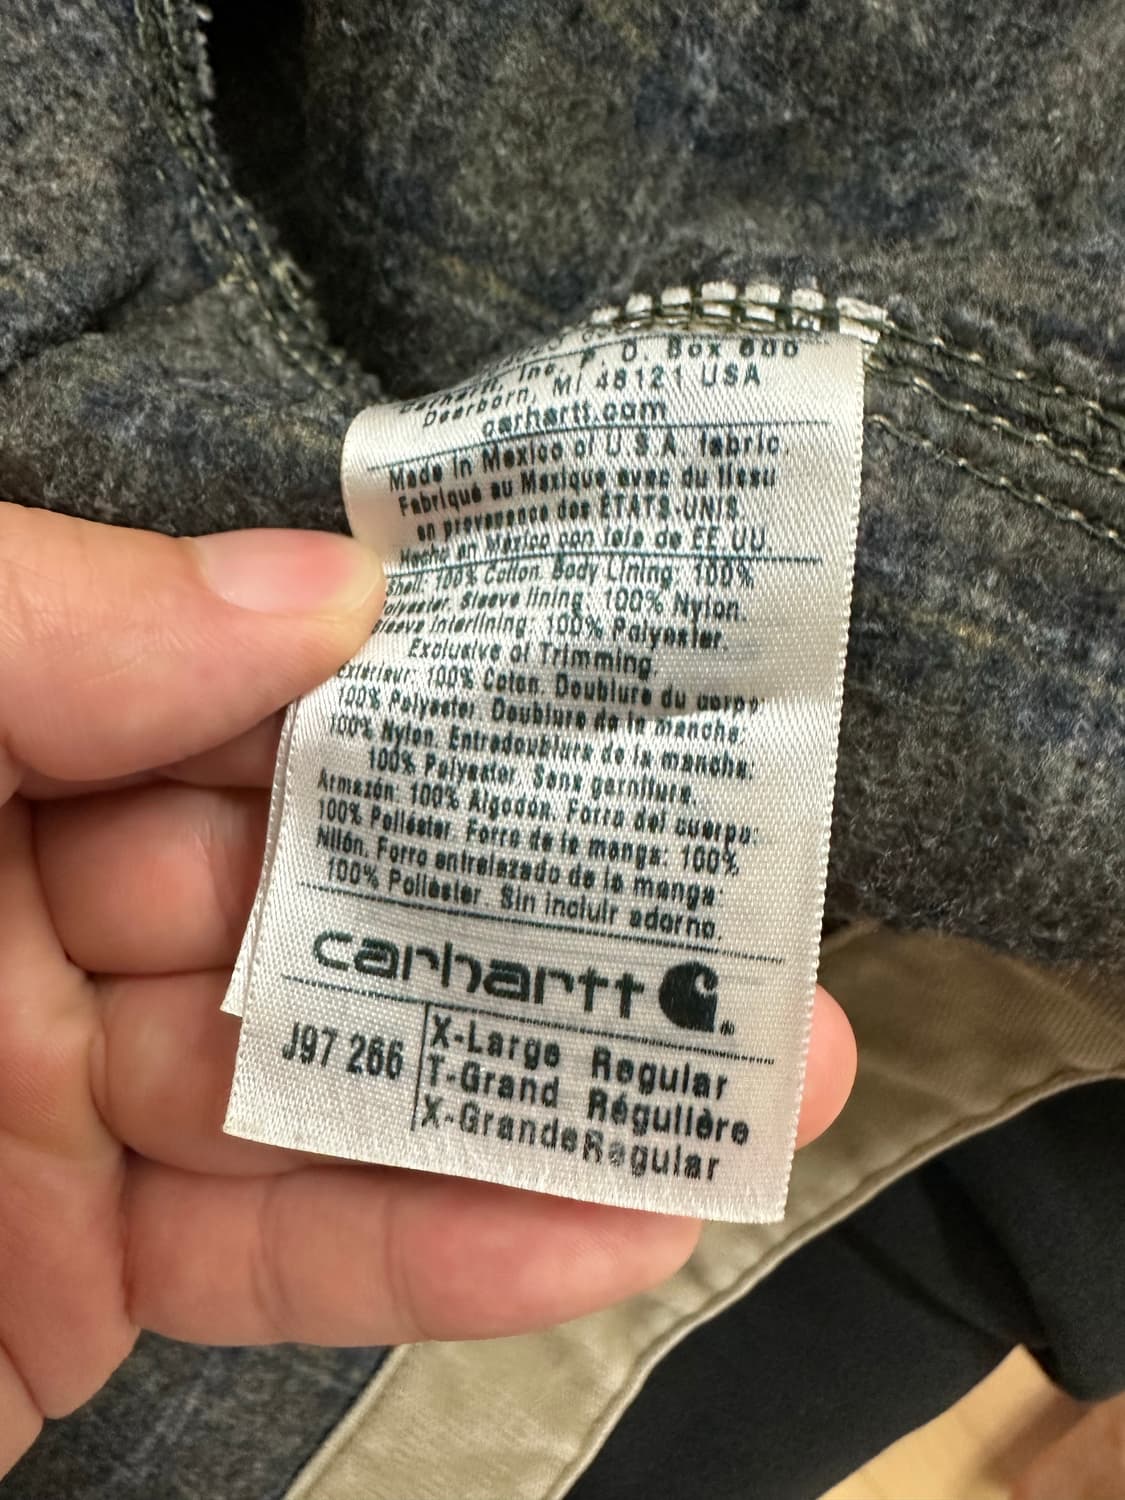 Inc. P. O. Box 600
Dearborn, MI 48121 USA
carhartt.com
Made in Mexico of U S A fabric.
Fabriqué au Mexique avec du tissu
en provenance des ÉTATS-UNIS
Hecho en Mexico con tela de EE UU
Shell: 100% Cotton. Body Lining: 100%
Polyester. Sleeve lining: 100% Nylon.
Sleeve Interlining: 100% Polyester.
Exclusive of Trimming.
Extérieur: 100% Coton. Doublure du corps:
100% Polyester. Doublure de la manche:
100% Nylon. Entredoublure de la manche:
100% Polyester. Sans garniture.
Armazón: 100% Algodón. Forro del cuerpo:
100% Poliéster. Forro de la manga: 100%
Nilón. Forro entrelazado de la manga:
100% Poliéster. Sin incluir adorno.
carhartt
J97 266
X-Large Regular
T-Grand Régulière
X-Grande Regular